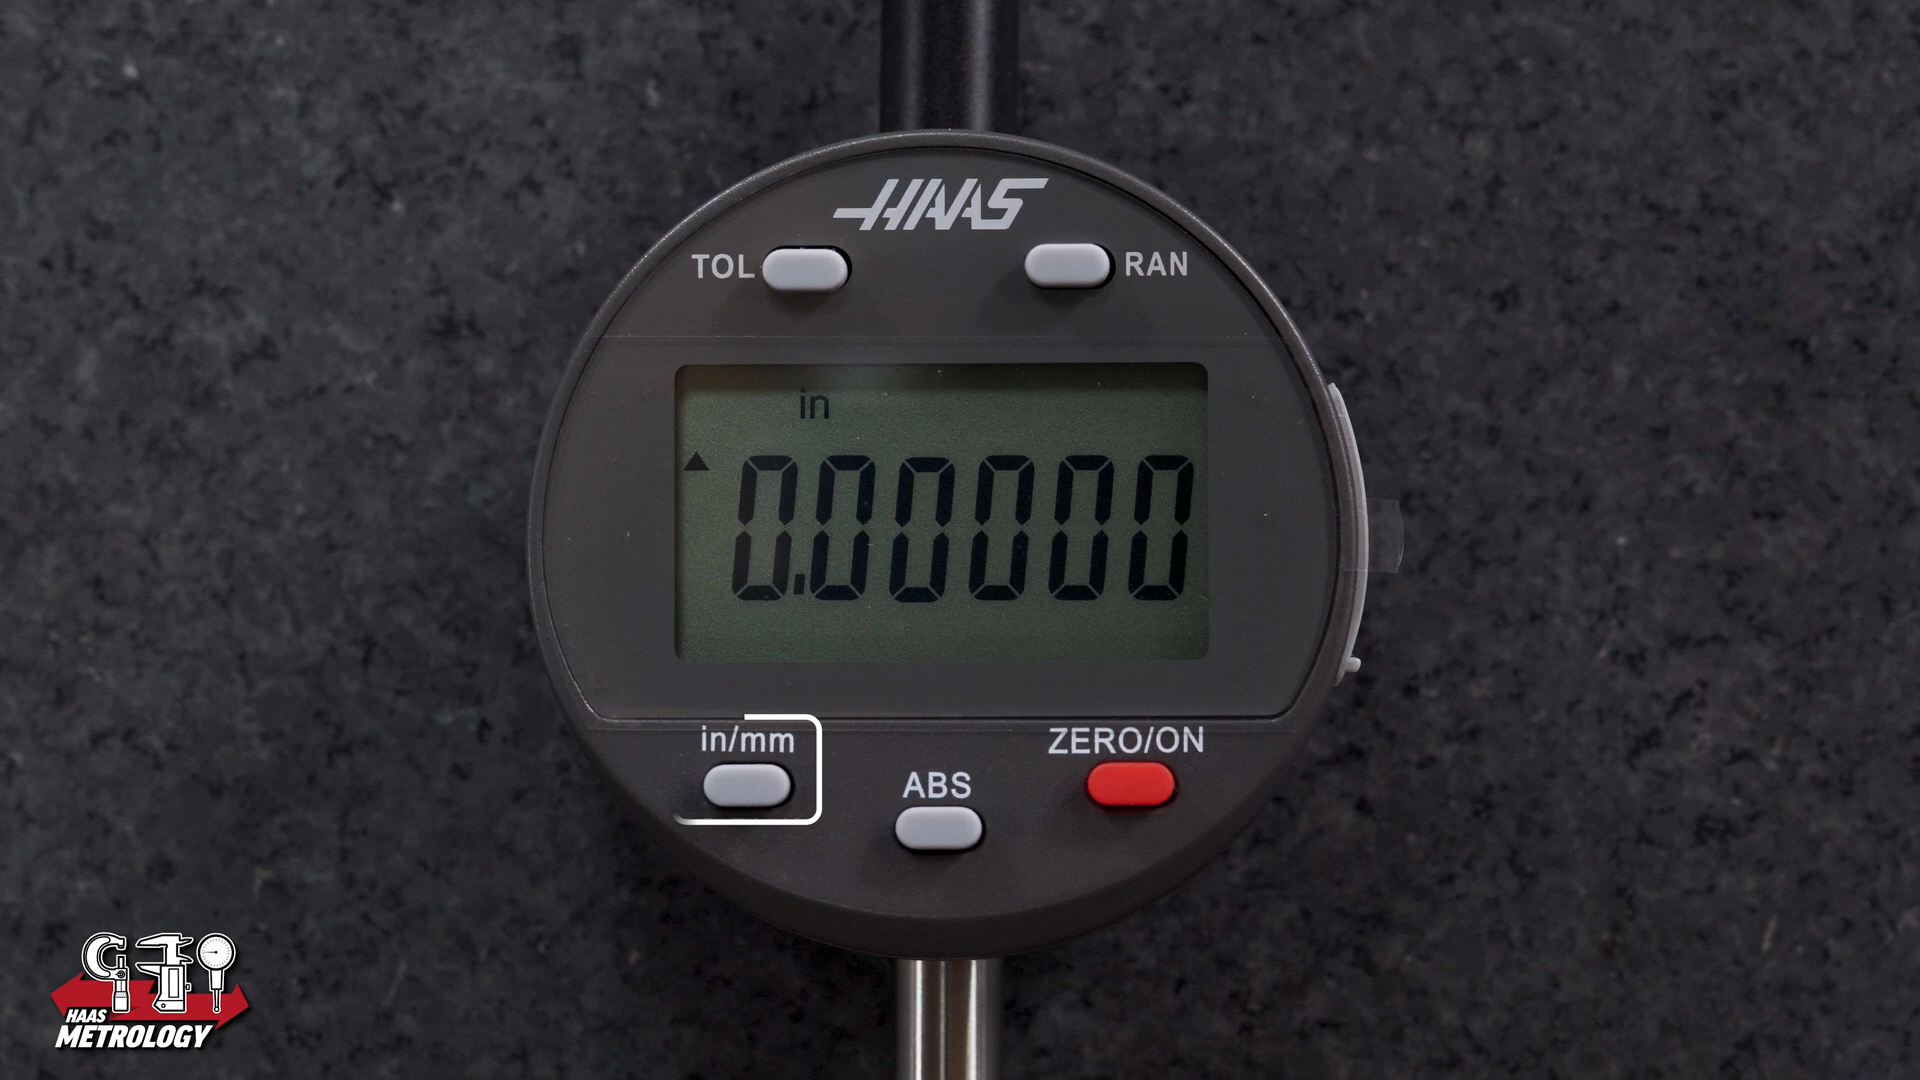 HAAS
TOL
RAN
in
0.00000
in/mm
ZERO/ON
ABS
HAAS
METROLOGY